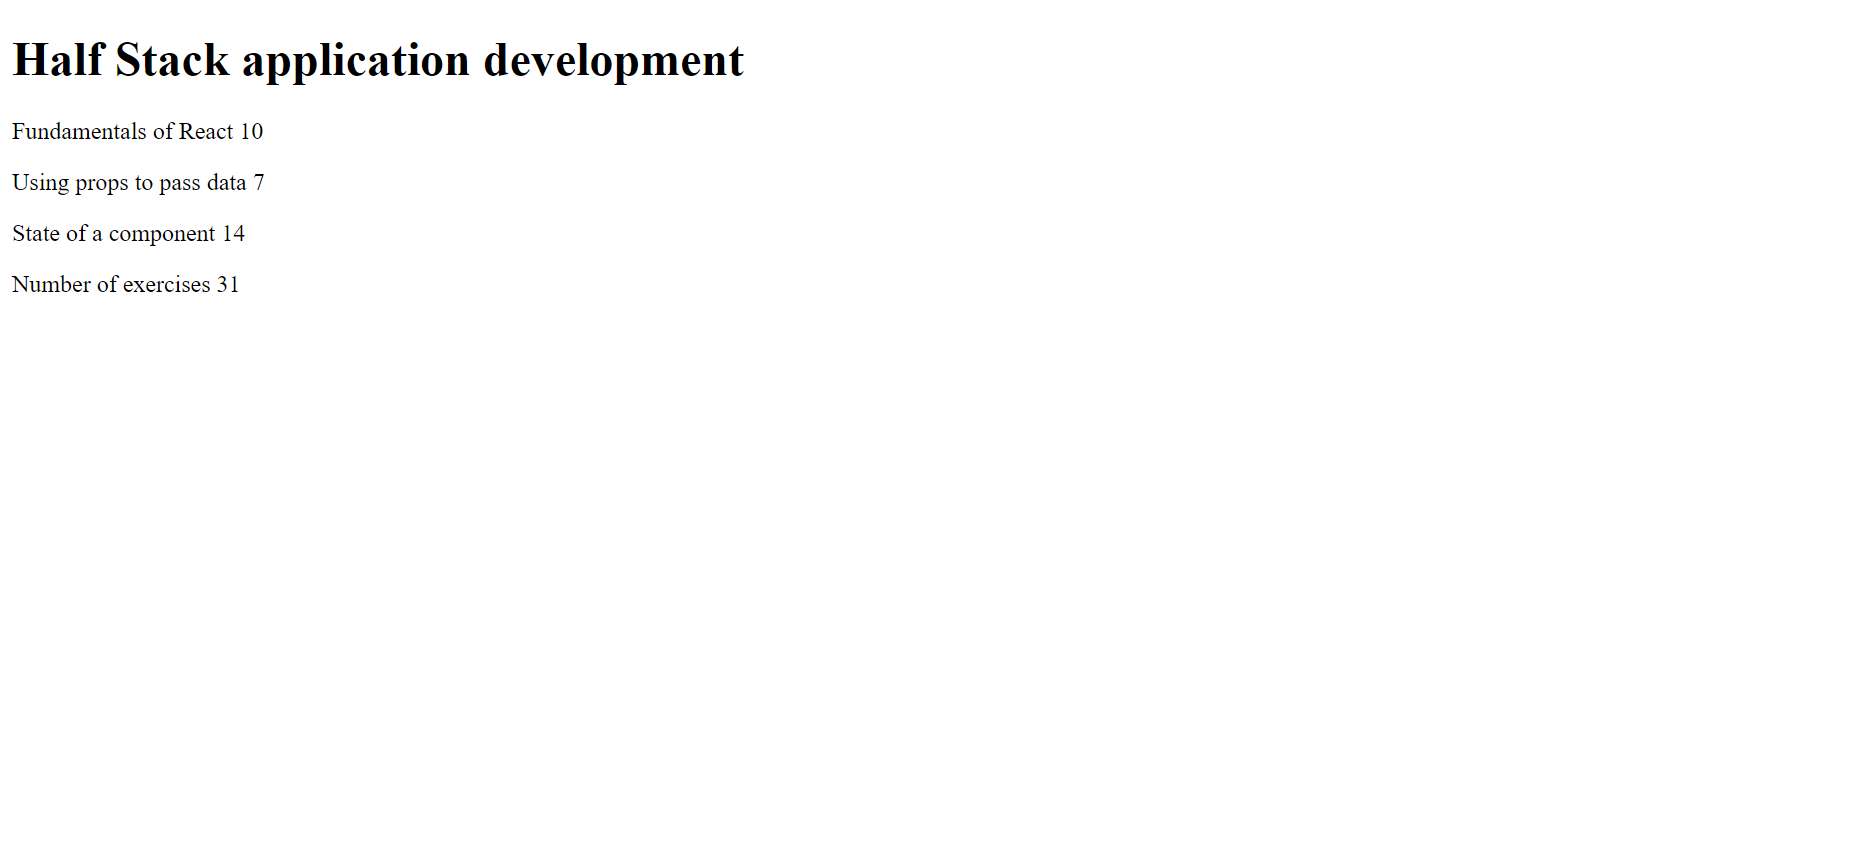 Half Stack application development
Fundamentals of React 10
Using props to pass data 7
State of a component 14
Number of exercises 31